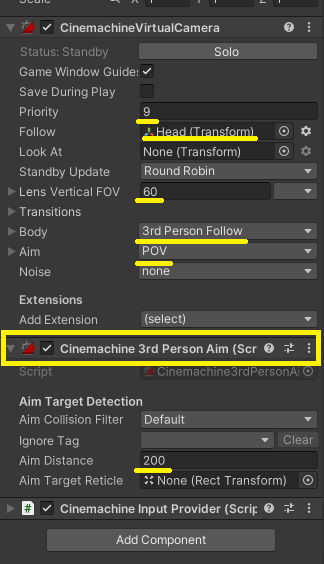 Scale
X 1 Y 1 Z 1
CinemachineVirtualCamera
Status: Standby Solo
Game Window Guides
Save During Play
Priority 9
Follow Head (Transform)
Look At None (Transform)
Standby Update Round Robin
Lens Vertical FOV 60
Transitions
Body 3rd Person Follow
Aim POV
Noise none
Extensions
Add Extension (select)
Cinemachine 3rd Person Aim (Scr
Script Cinemachine3rdPersonAi
Aim Target Detection
Aim Collision Filter Default
Ignore Tag Clear
Aim Distance 200
Aim Target Reticle None (Rect Transform)
# Cinemachine Input Provider (Scrip
Add Component